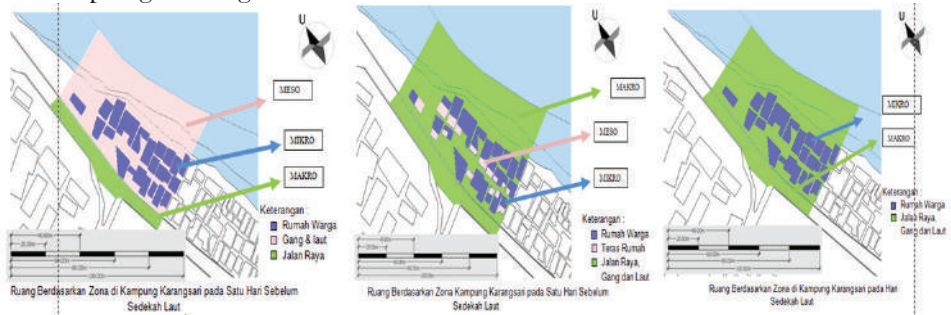 U
MESO
MIKRO
MAKRO
Keterangan :
Rumah Warga
Gang & laut
Jalan Raya
Ruang Berdasarkan Zona di Kampung Karangsari pada Satu Hari Sebelum
Sedekah Laut
U
MAKRO
MESO
MIKRO
Keterangan :
Rumah Warga
Teras Rumah
Jalan Raya,
Gang dan Laut
Ruang Berdasarkan Zona Kampung Karangsari pada Satu Hari Sebelum
Sedekah Laut
U
MIKRO
MAKRO
Keterangan :
Rumah Warga
Jalan Raya,
Gang dan Laut
Ruang Berdasarkan Zona di Kampung Karangsari pada Hari
Sedekah Laut